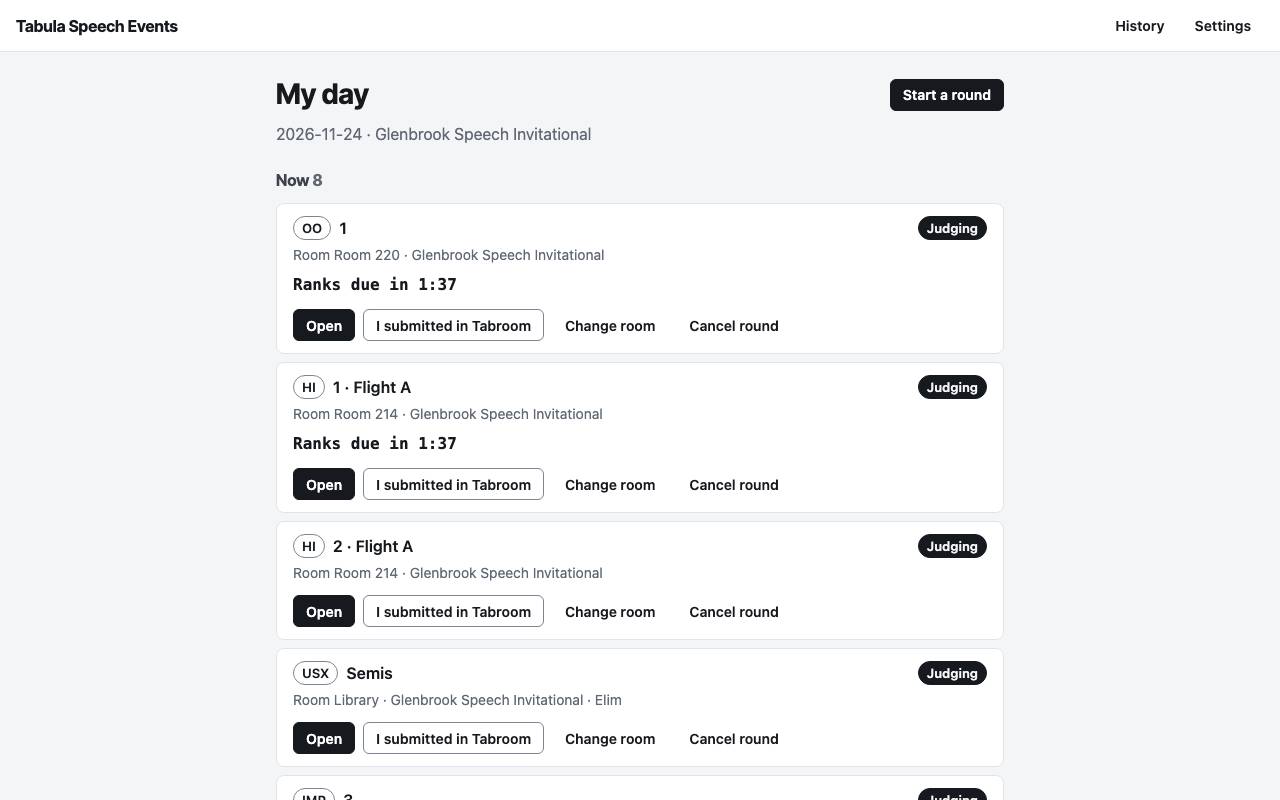 Tabula Speech Events
History
Settings
My day
Start a round
2026-11-24 · Glenbrook Speech Invitational
Now 8
OO 1
Judging
Room Room 220 · Glenbrook Speech Invitational
Ranks due in 1:37
Open
I submitted in Tabroom
Change room
Cancel round
HI 1 · Flight A
Judging
Room Room 214 · Glenbrook Speech Invitational
Ranks due in 1:37
Open
I submitted in Tabroom
Change room
Cancel round
HI 2 · Flight A
Judging
Room Room 214 · Glenbrook Speech Invitational
Open
I submitted in Tabroom
Change room
Cancel round
USX Semis
Judging
Room Library · Glenbrook Speech Invitational · Elim
Open
I submitted in Tabroom
Change room
Cancel round
IMP 3
Judging